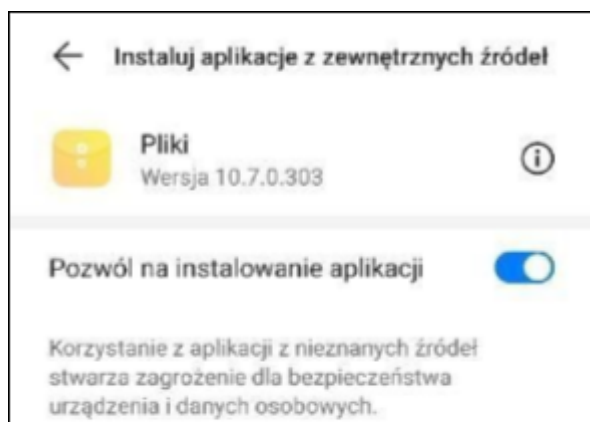 Instaluj aplikacje z zewnętrznych źródeł
Pliki
Wersja 10.7.0.303
Pozwól na instalowanie aplikacji
Korzystanie z aplikacji z nieznanych źródeł
stwarza zagrożenie dla bezpieczeństwa
urządzenia i danych osobowych.